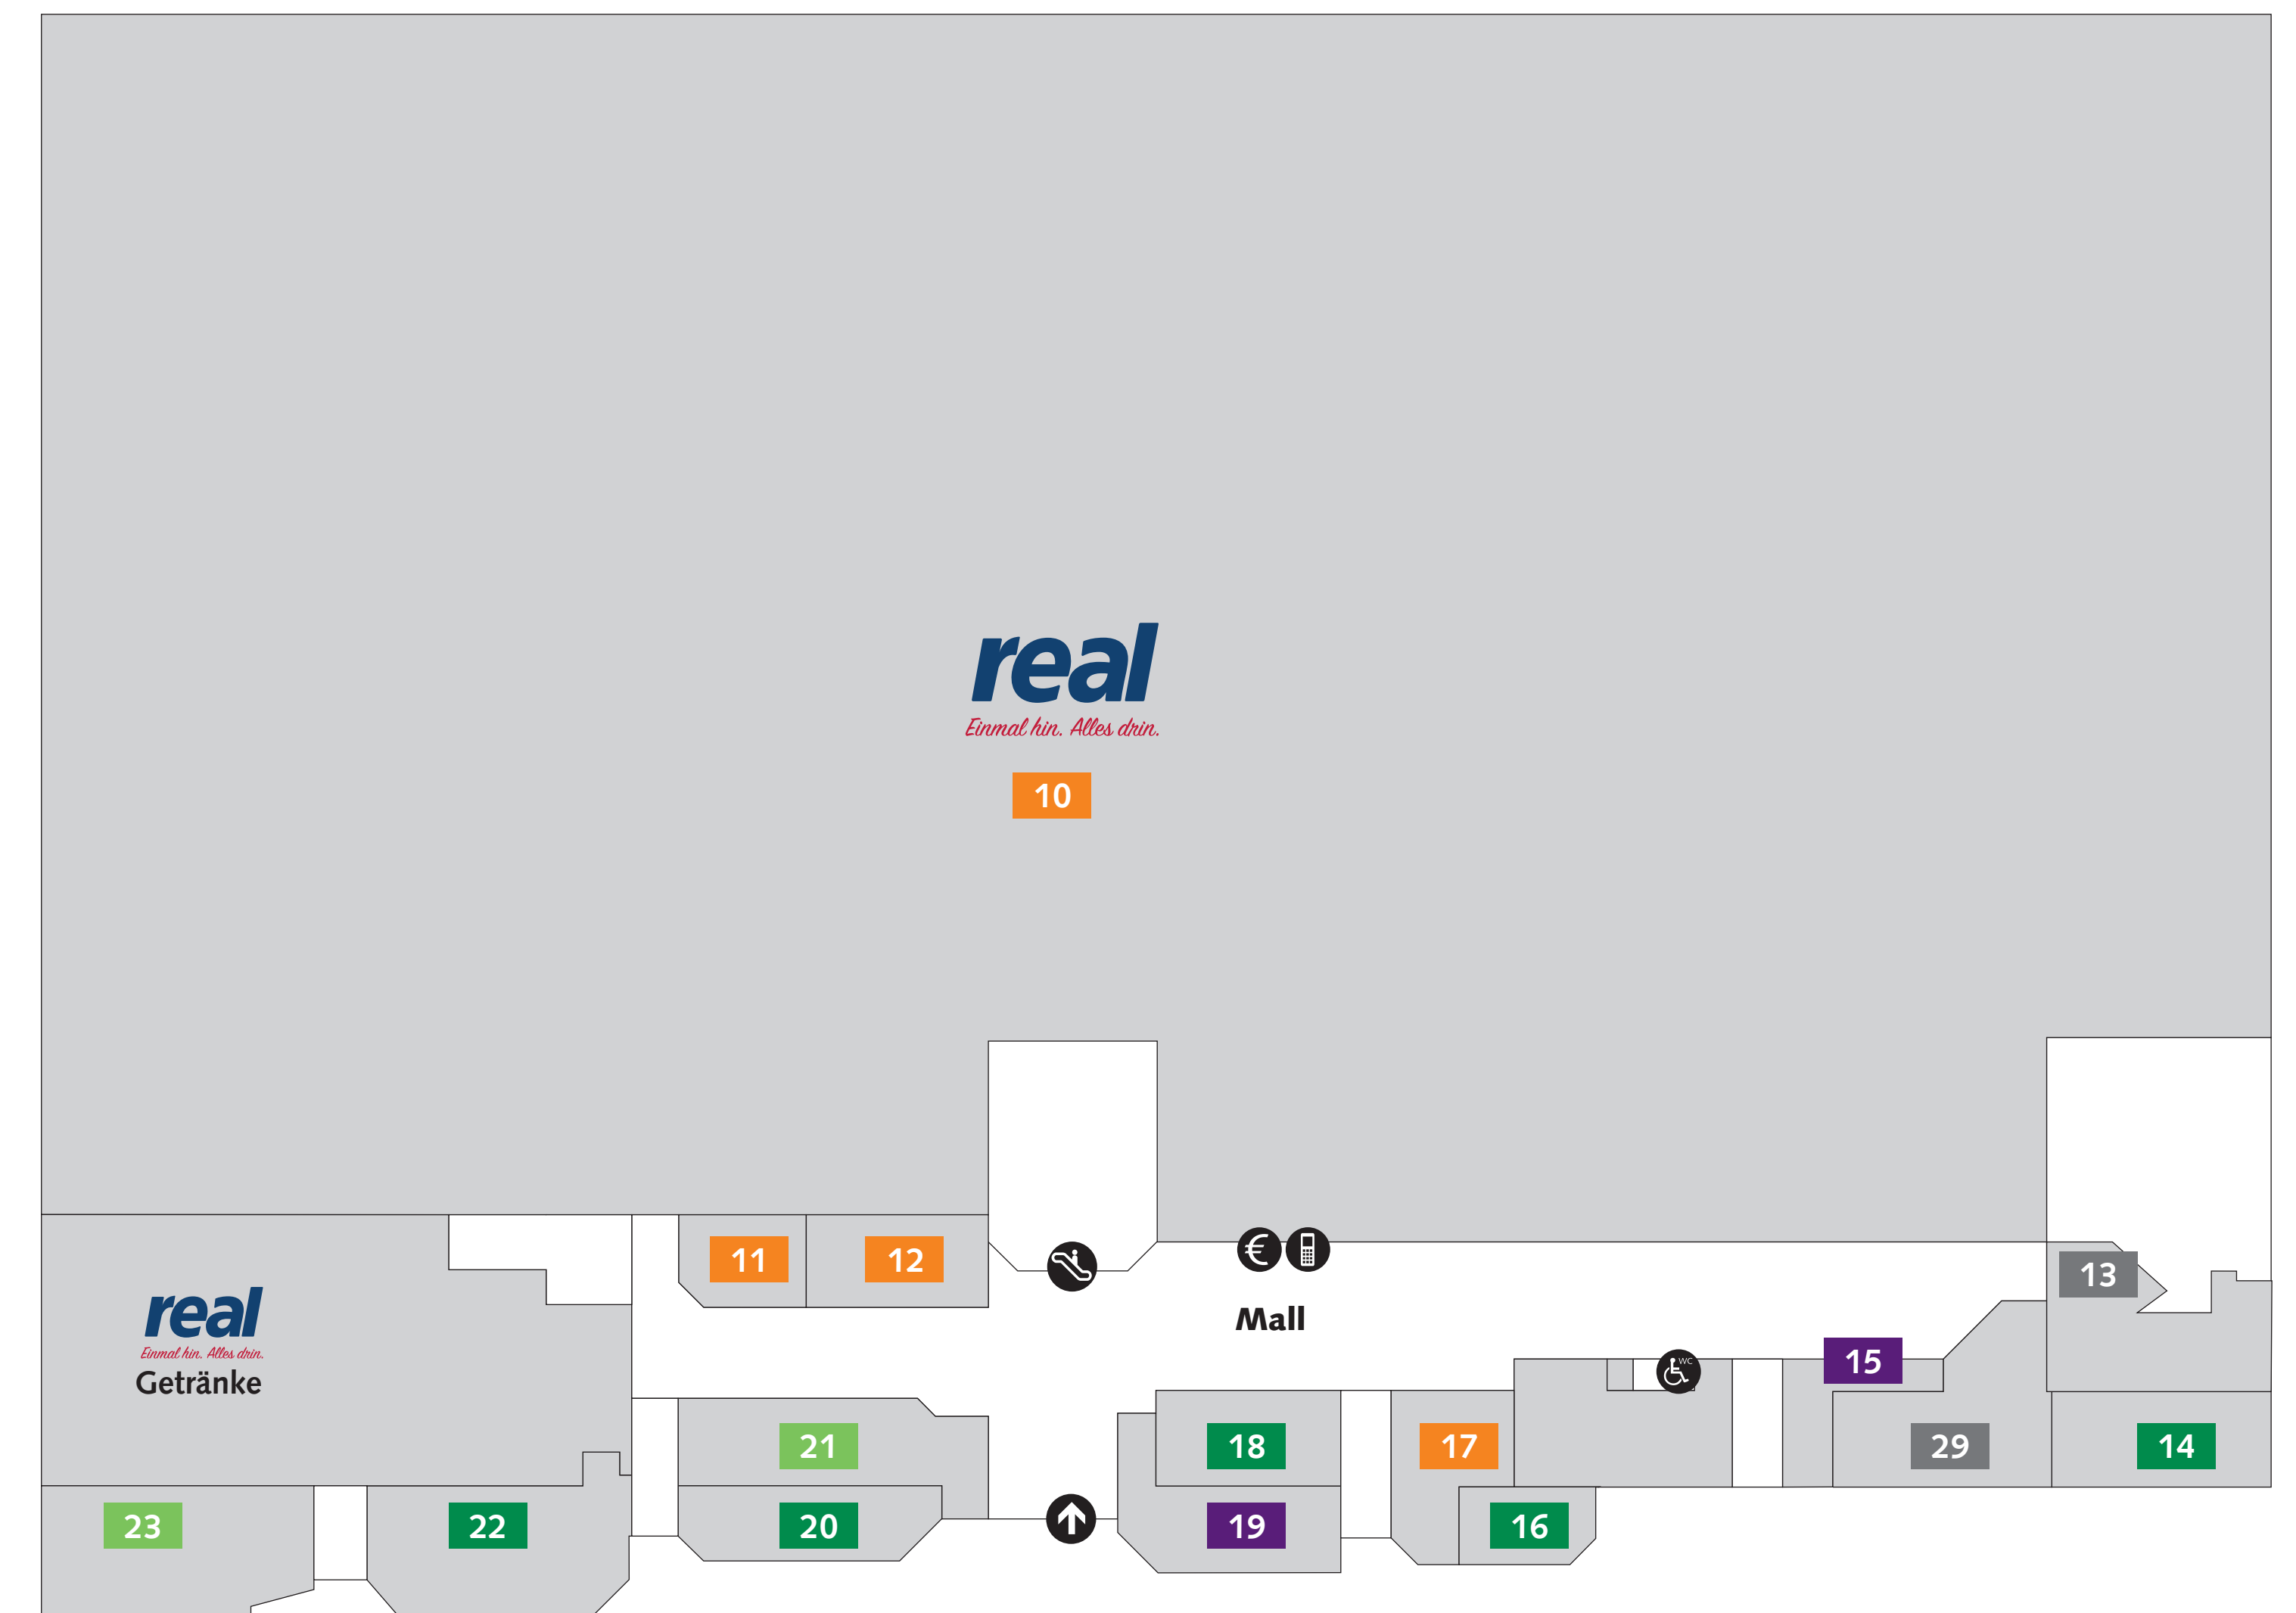 real
Einmal hin. Alles drin.
10
11
12
€
13
real
Einmal hin. Alles drin.
Getränke
Mall
WC
15
21
18
17
29
14
23
22
20
19
16